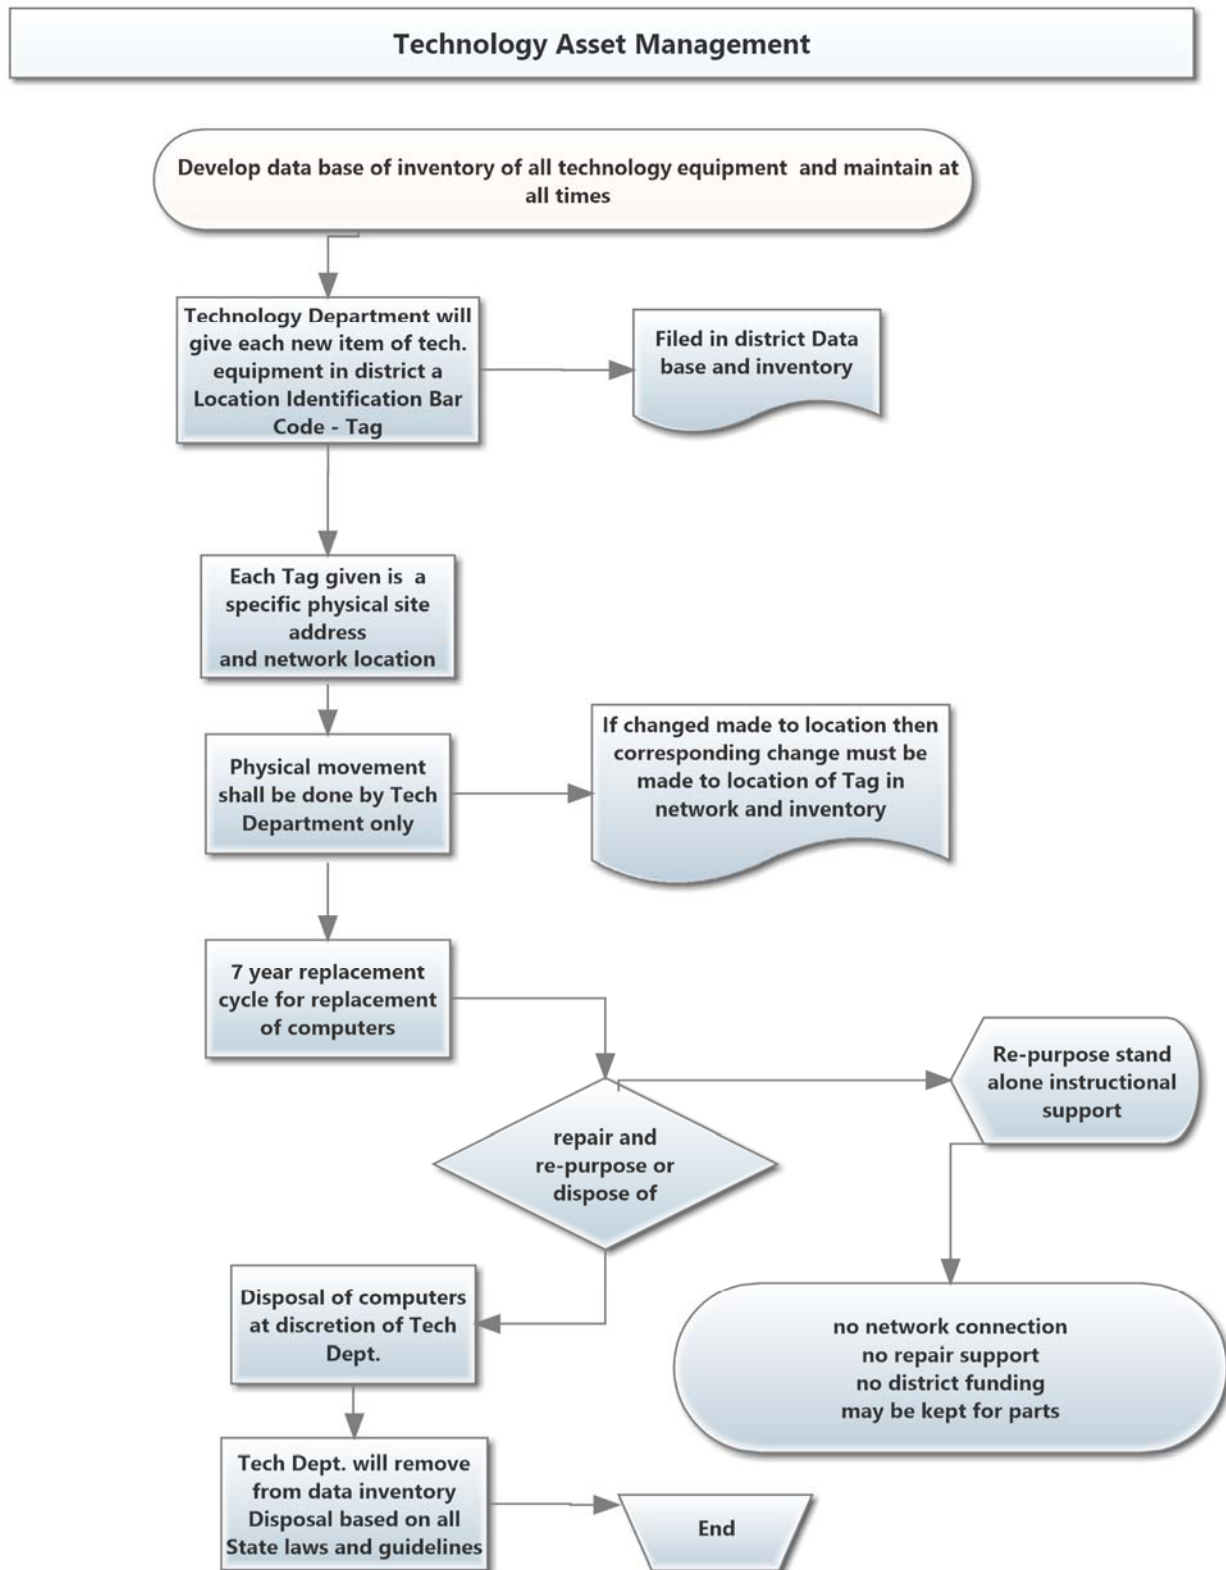 Technology Asset Management
Develop data base of inventory of all technology equipment  and maintain at
all times
Technology Department will
give each new item of tech.
equipment in district a
Location Identification Bar
Code - Tag
Filed in district Data
base and inventory
Each Tag given is  a
specific physical site
address
and network location
Physical movement
shall be done by Tech
Department only
If changed made to location then
corresponding change must be
made to location of Tag in
network and inventory
7 year replacement
cycle for replacement
of computers
Re-purpose stand
alone instructional
support
repair and
re-purpose or
dispose of
Disposal of computers
at discretion of Tech
Dept.
no network connection
no repair support
no district funding
may be kept for parts
Tech Dept. will remove
from data inventory
Disposal based on all
State laws and guidelines
End